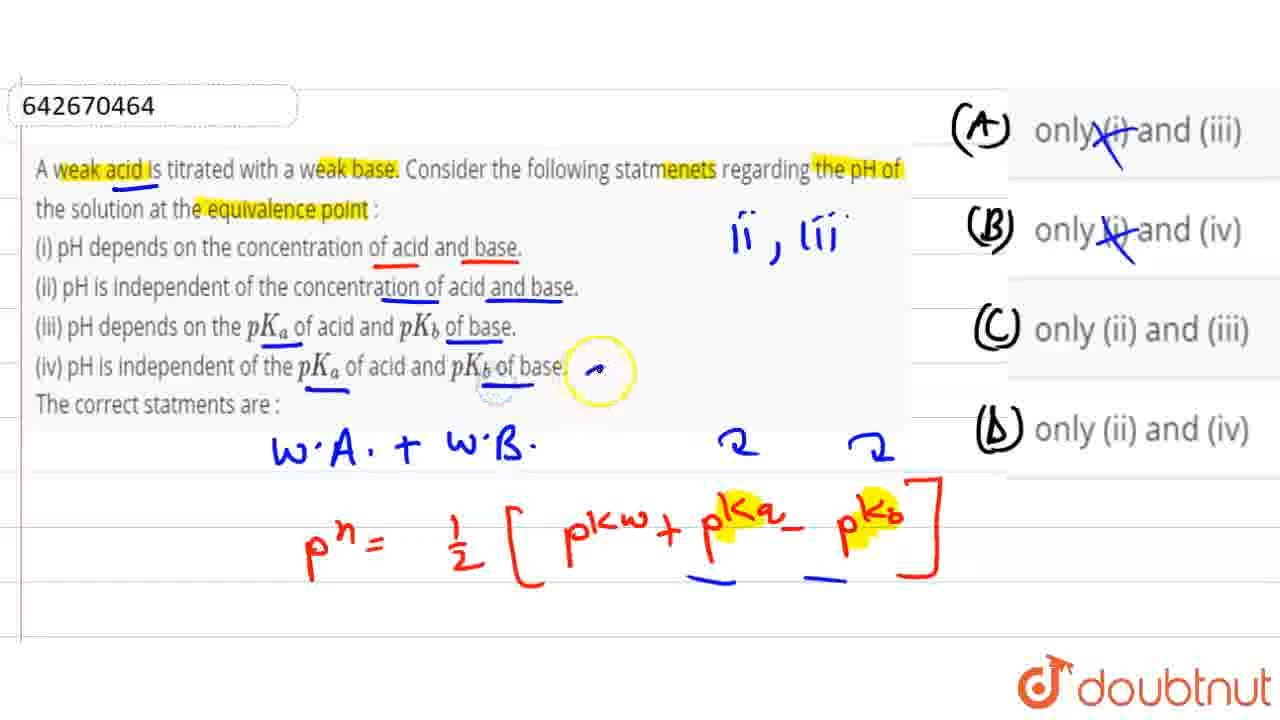 642670464
A weak acid is titrated with a weak base. Consider the following statmenets regarding the pH of
the solution at the equivalence point :
(i) pH depends on the concentration of acid and base.
(ii) pH is independent of the concentration of acid and base.
(iii) pH depends on the pKa of acid and pKb of base.
(iv) pH is independent of the pKa of acid and pKb of base.
The correct statments are :
ii, iii
W.A. + W.B.
pH = 1/2 [pKw + pKa - pKb]
(A) only (i) and (iii)
(B) only (i) and (iv)
(C) only (ii) and (iii)
(D) only (ii) and (iv)
doubtnut